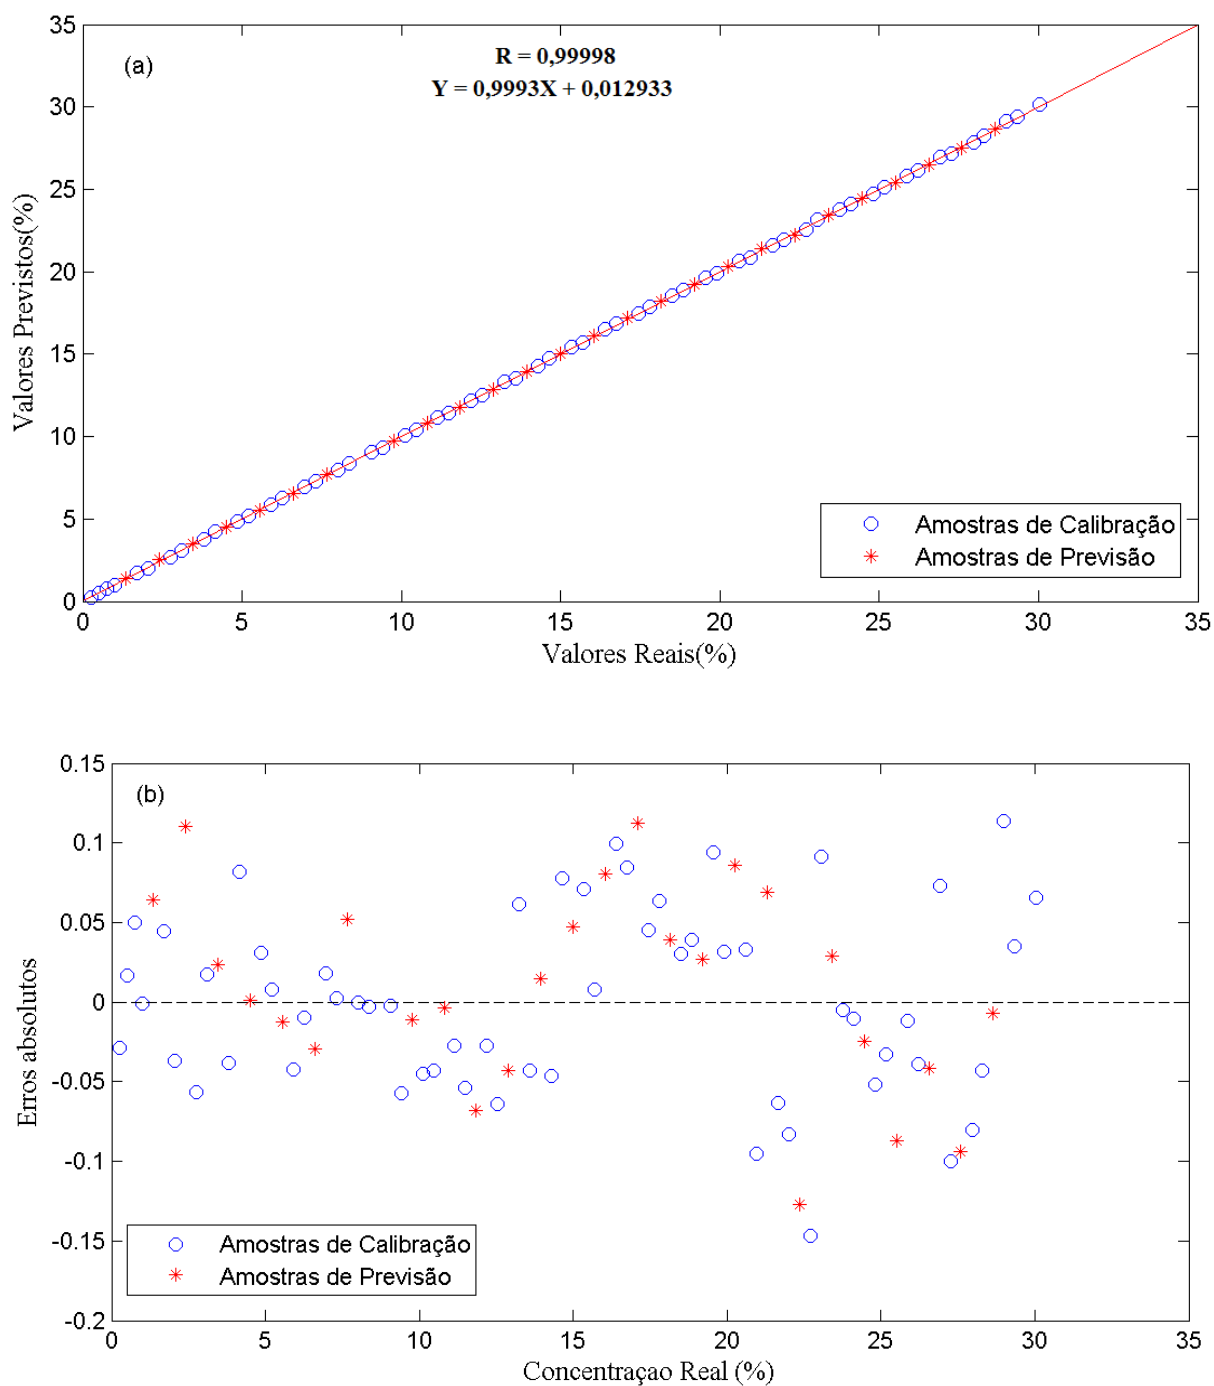 (a)
R = 0,99998
Y = 0,9993X + 0,012933
35
30
25
20
15
10
5
0
Valores Previstos(%)
Amostras de Calibração
Amostras de Previsão
0 5 10 15 20 25 30 35
Valores Reais(%)
(b)
0.15
0.1
0.05
0
-0.05
-0.1
-0.15
-0.2
Erros absolutos
Amostras de Calibração
Amostras de Previsão
0 5 10 15 20 25 30 35
Concentraçao Real (%)